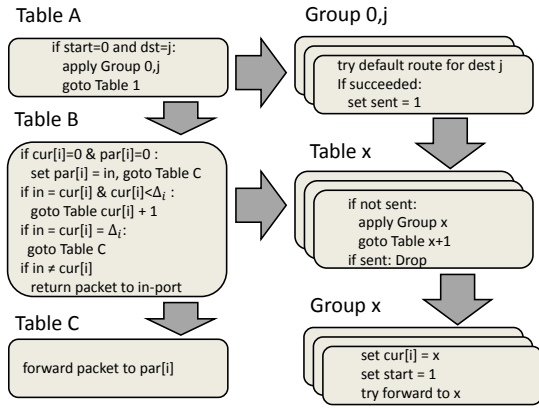 Table A
if start=0 and dst=j:
apply Group 0,j
goto Table 1
Table B
if cur[i]=0 & par[i]=0 :
set par[i] = in, goto Table C
if in = cur[i] & cur[i]<Δᵢ :
goto Table cur[i] + 1
if in = cur[i] = Δᵢ:
goto Table C
if in ≠ cur[i]
return packet to in-port
Table C
forward packet to par[i]
Group 0,j
try default route for dest j
If succeeded:
set sent = 1
Table x
if not sent:
apply Group x
goto Table x+1
if sent: Drop
Group x
set cur[i] = x
set start = 1
try forward to x